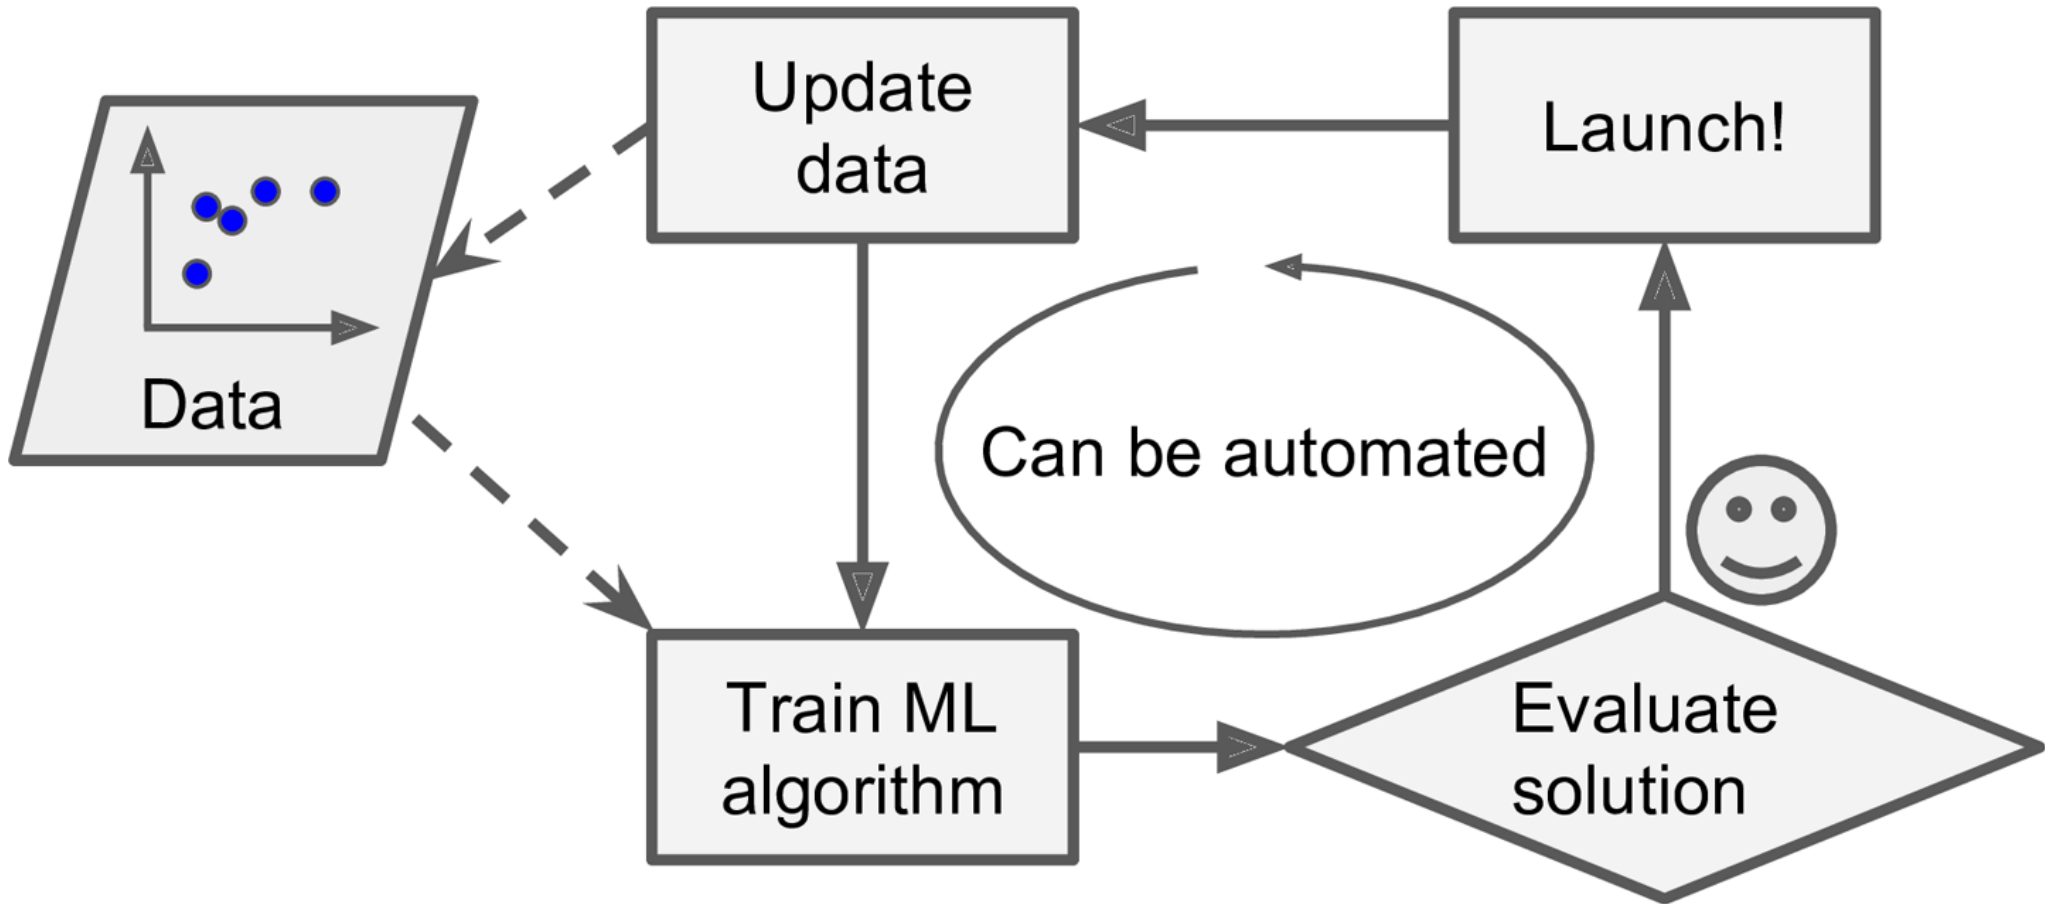 Update
data
Launch!
Data
Can be automated
Train ML
algorithm
Evaluate
solution